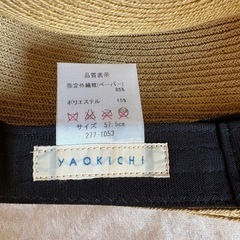 品質表示
指定外繊維(ペーパー)
85%
ポリエステル 15%
サイズ 57.5cm
277-1053
YAOKICHI